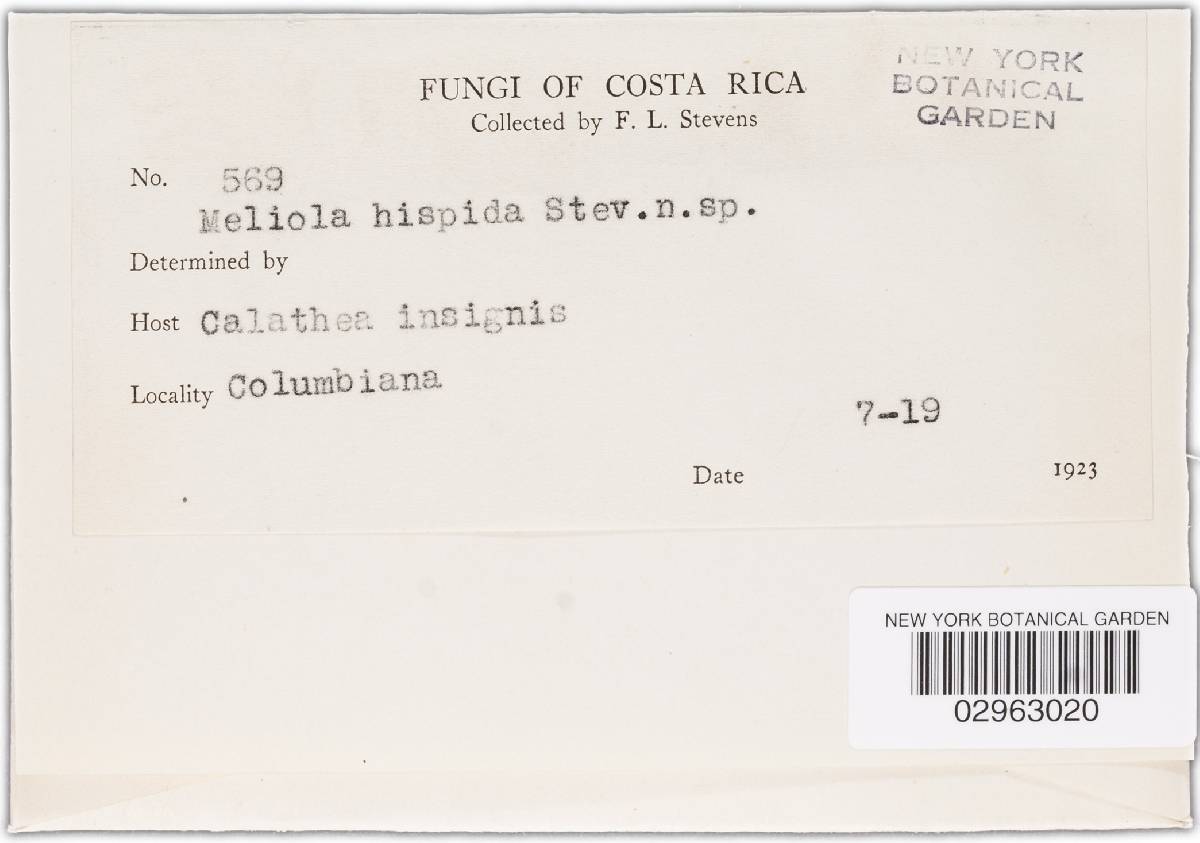 FUNGI OF COSTA RICA
Collected by F. L. Stevens
NEW YORK
BOTANICAL
GARDEN
No. 569
Meliola hispida Stev.n.sp.
Determined by
Host Calathea insignis
Locality Columbiana
7-19
Date 1923
NEW YORK BOTANICAL GARDEN
02963020